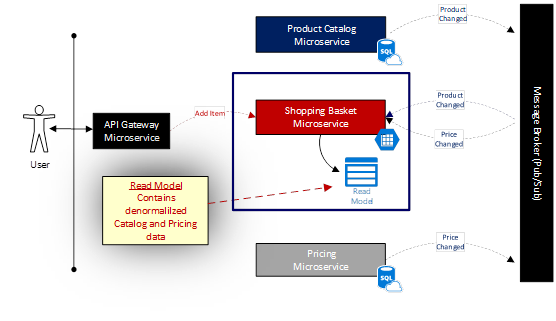 Product Catalog
Microservice
SQL
Product
Changed
Shopping Basket
Microservice
Add Item
API Gateway
Microservice
User
Product
Changed
Price
Changed
Message Broker (Pub/Sub)
Read
Model
Read Model
Contains
denormalilzed
Catalog and Pricing
data
Pricing
Microservice
SQL
Price
Changed